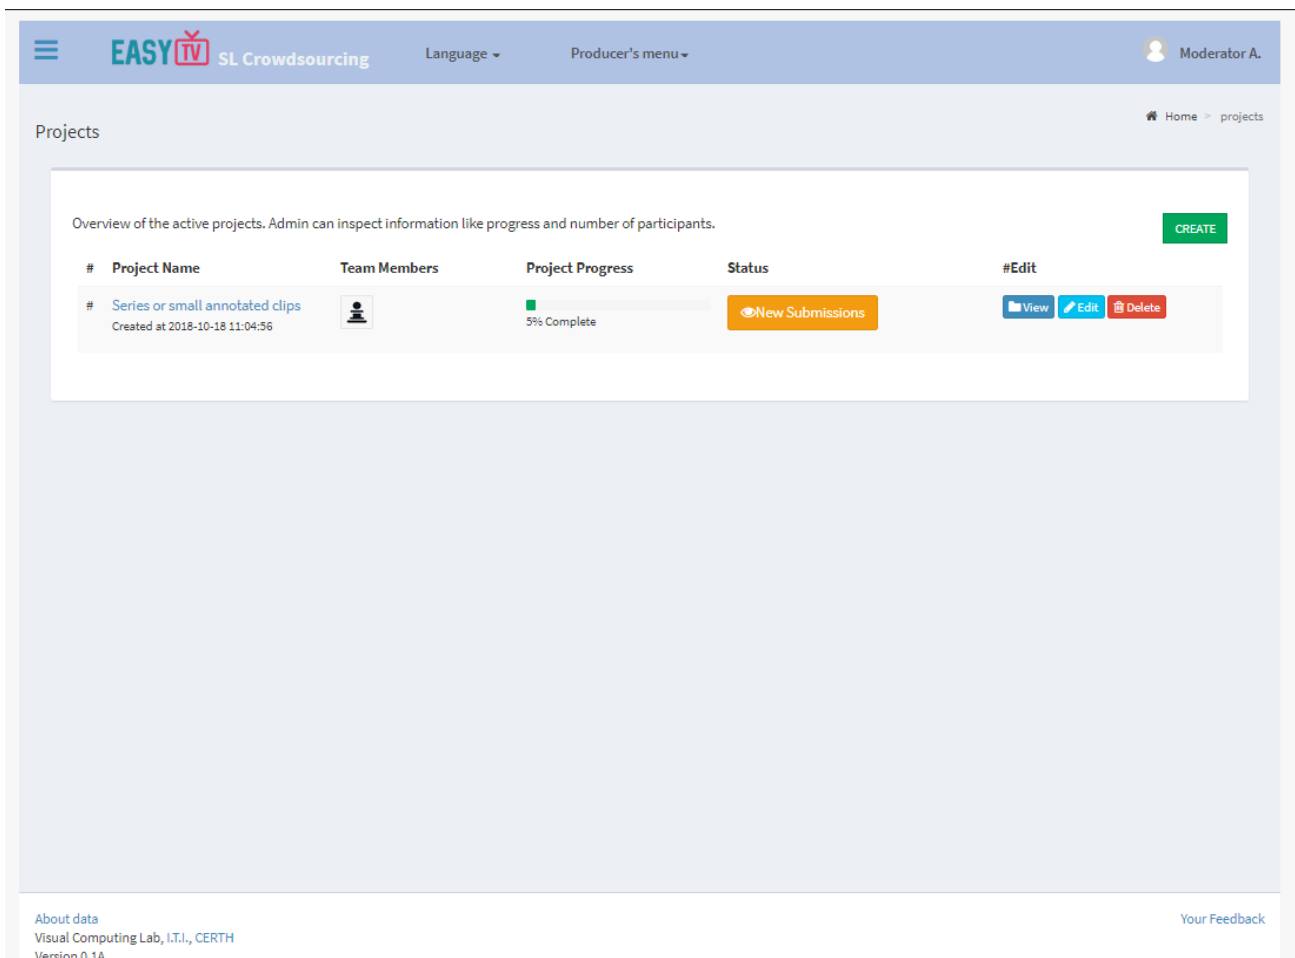 EASY TV SL Crowdsourcing Language Producer's menu Moderator A.
Home > projects
Projects
Overview of the active projects. Admin can inspect information like progress and number of participants.
CREATE
# Project Name Team Members Project Progress Status #Edit
# Series or small annotated clips New Submissions View Edit Delete
Created at 2018-10-18 11:04:56 5% Complete
About data Your Feedback
Visual Computing Lab, I.T.I., CERTH
Version 0.1A